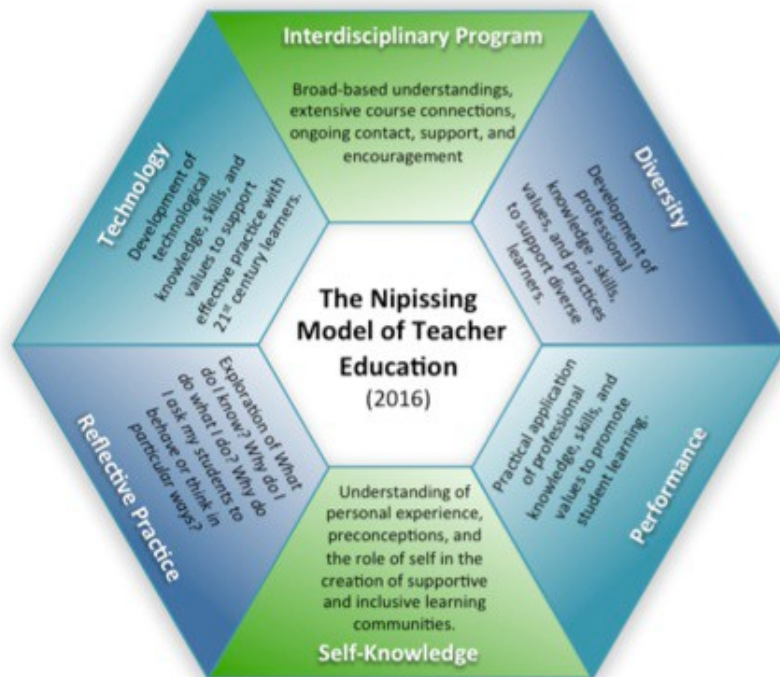 Interdisciplinary Program
Broad-based understandings,
extensive course connections,
ongoing contact, support, and
encouragement
Diversity
Development of
professional
knowledge , skills,
values, and practices
to support diverse
learners.
Performance
Practical application
of professional
knowledge, skills, and
values to promote
student learning.
Understanding of
personal experience,
preconceptions, and
the role of self in the
creation of supportive
and inclusive learning
communities.
Self-Knowledge
Reflective Practice
Exploration of What
do I know? Why do I
do what I do? Why do
I ask my students to
behave or think in
particular ways?
Technology
Development of
technological
knowledge, skills, and
values to support
effective practice with
21st century learners.
The Nipissing
Model of Teacher
Education
(2016)